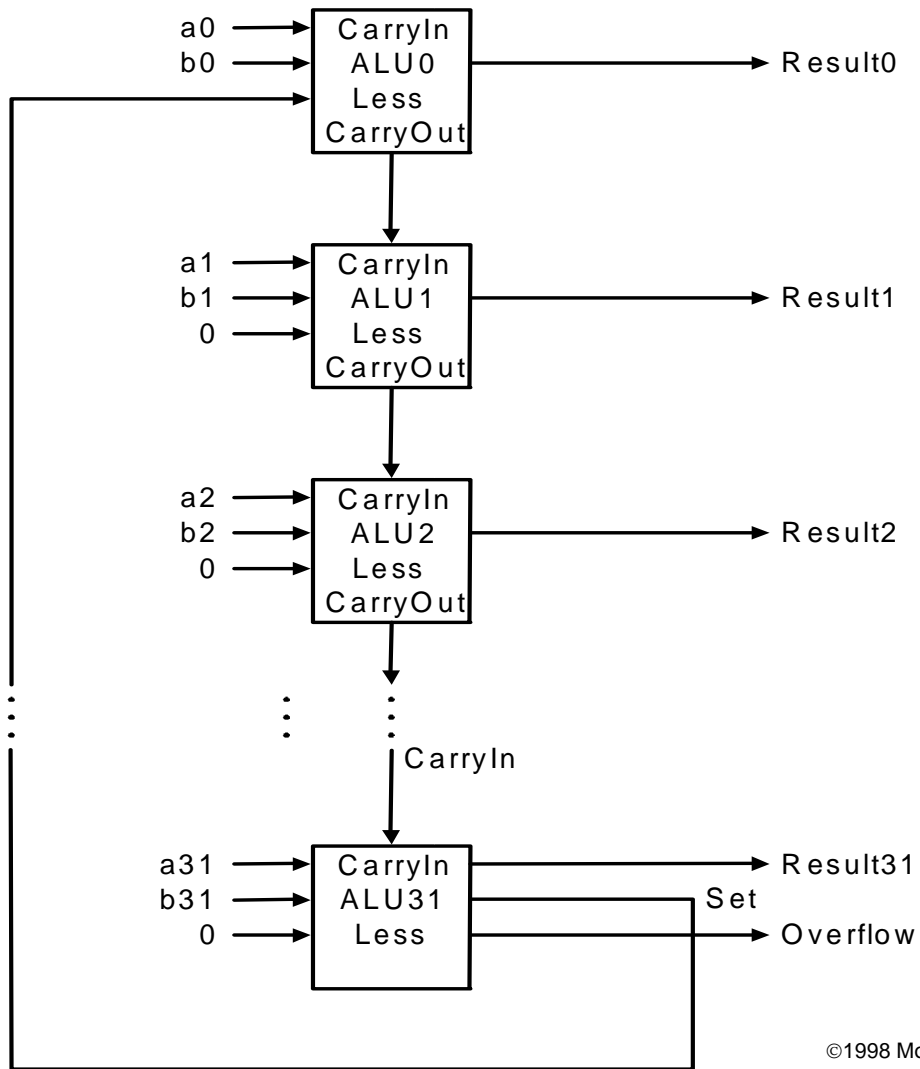 a0 CarryIn
b0 ALU0 Result0
Less
CarryOut
a1 CarryIn
b1 ALU1 Result1
0 Less
CarryOut
a2 CarryIn
b2 ALU2 Result2
0 Less
CarryOut
CarryIn
a31 CarryIn Result31
b31 ALU31 Set
0 Less Overflow
©1998 Mo